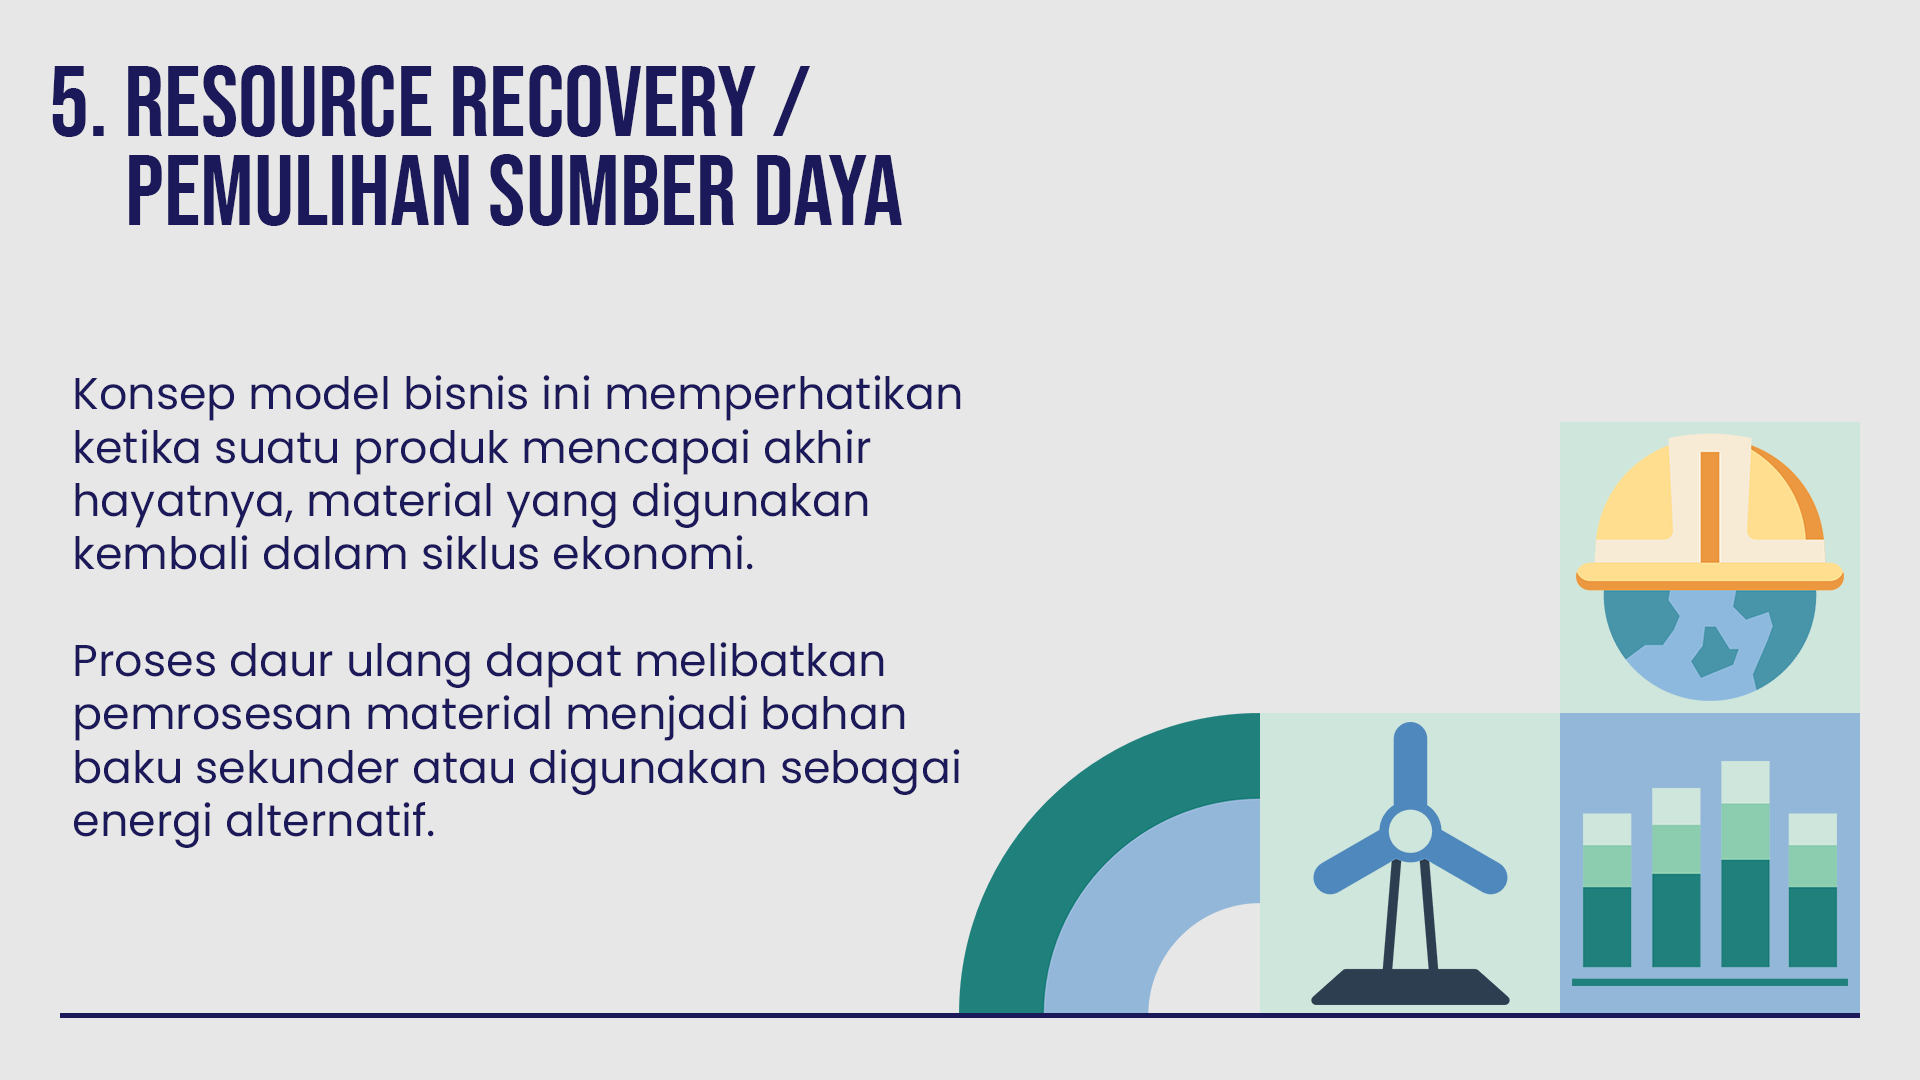 5. RESOURCE RECOVERY /
PEMULIHAN SUMBER DAYA
Konsep model bisnis ini memperhatikan
ketika suatu produk mencapai akhir
hayatnya, material yang digunakan
kembali dalam siklus ekonomi.
Proses daur ulang dapat melibatkan
pemrosesan material menjadi bahan
baku sekunder atau digunakan sebagai
energi alternatif.